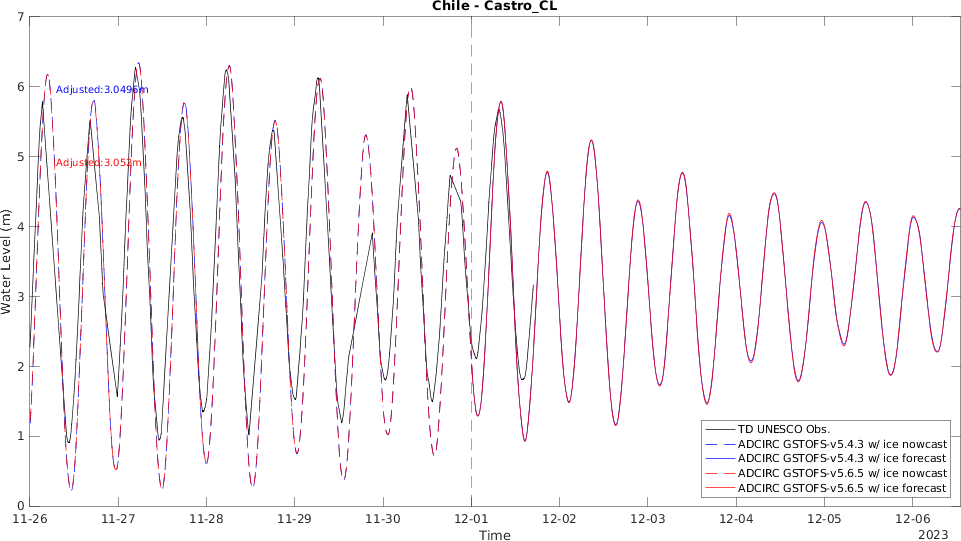 Chile - Castro_CL
7
6
5
4
3
2
1
0
Water Level (m)
Adjusted:3.0496m
Adjusted:3.052m
TD UNESCO Obs.
ADCIRC GSTOFS-v5.4.3 w/ ice nowcast
ADCIRC GSTOFS-v5.4.3 w/ ice forecast
ADCIRC GSTOFS-v5.6.5 w/ ice nowcast
ADCIRC GSTOFS-v5.6.5 w/ ice forecast
11-26 11-27 11-28 11-29 11-30 12-01 12-02 12-03 12-04 12-05 12-06
Time
2023